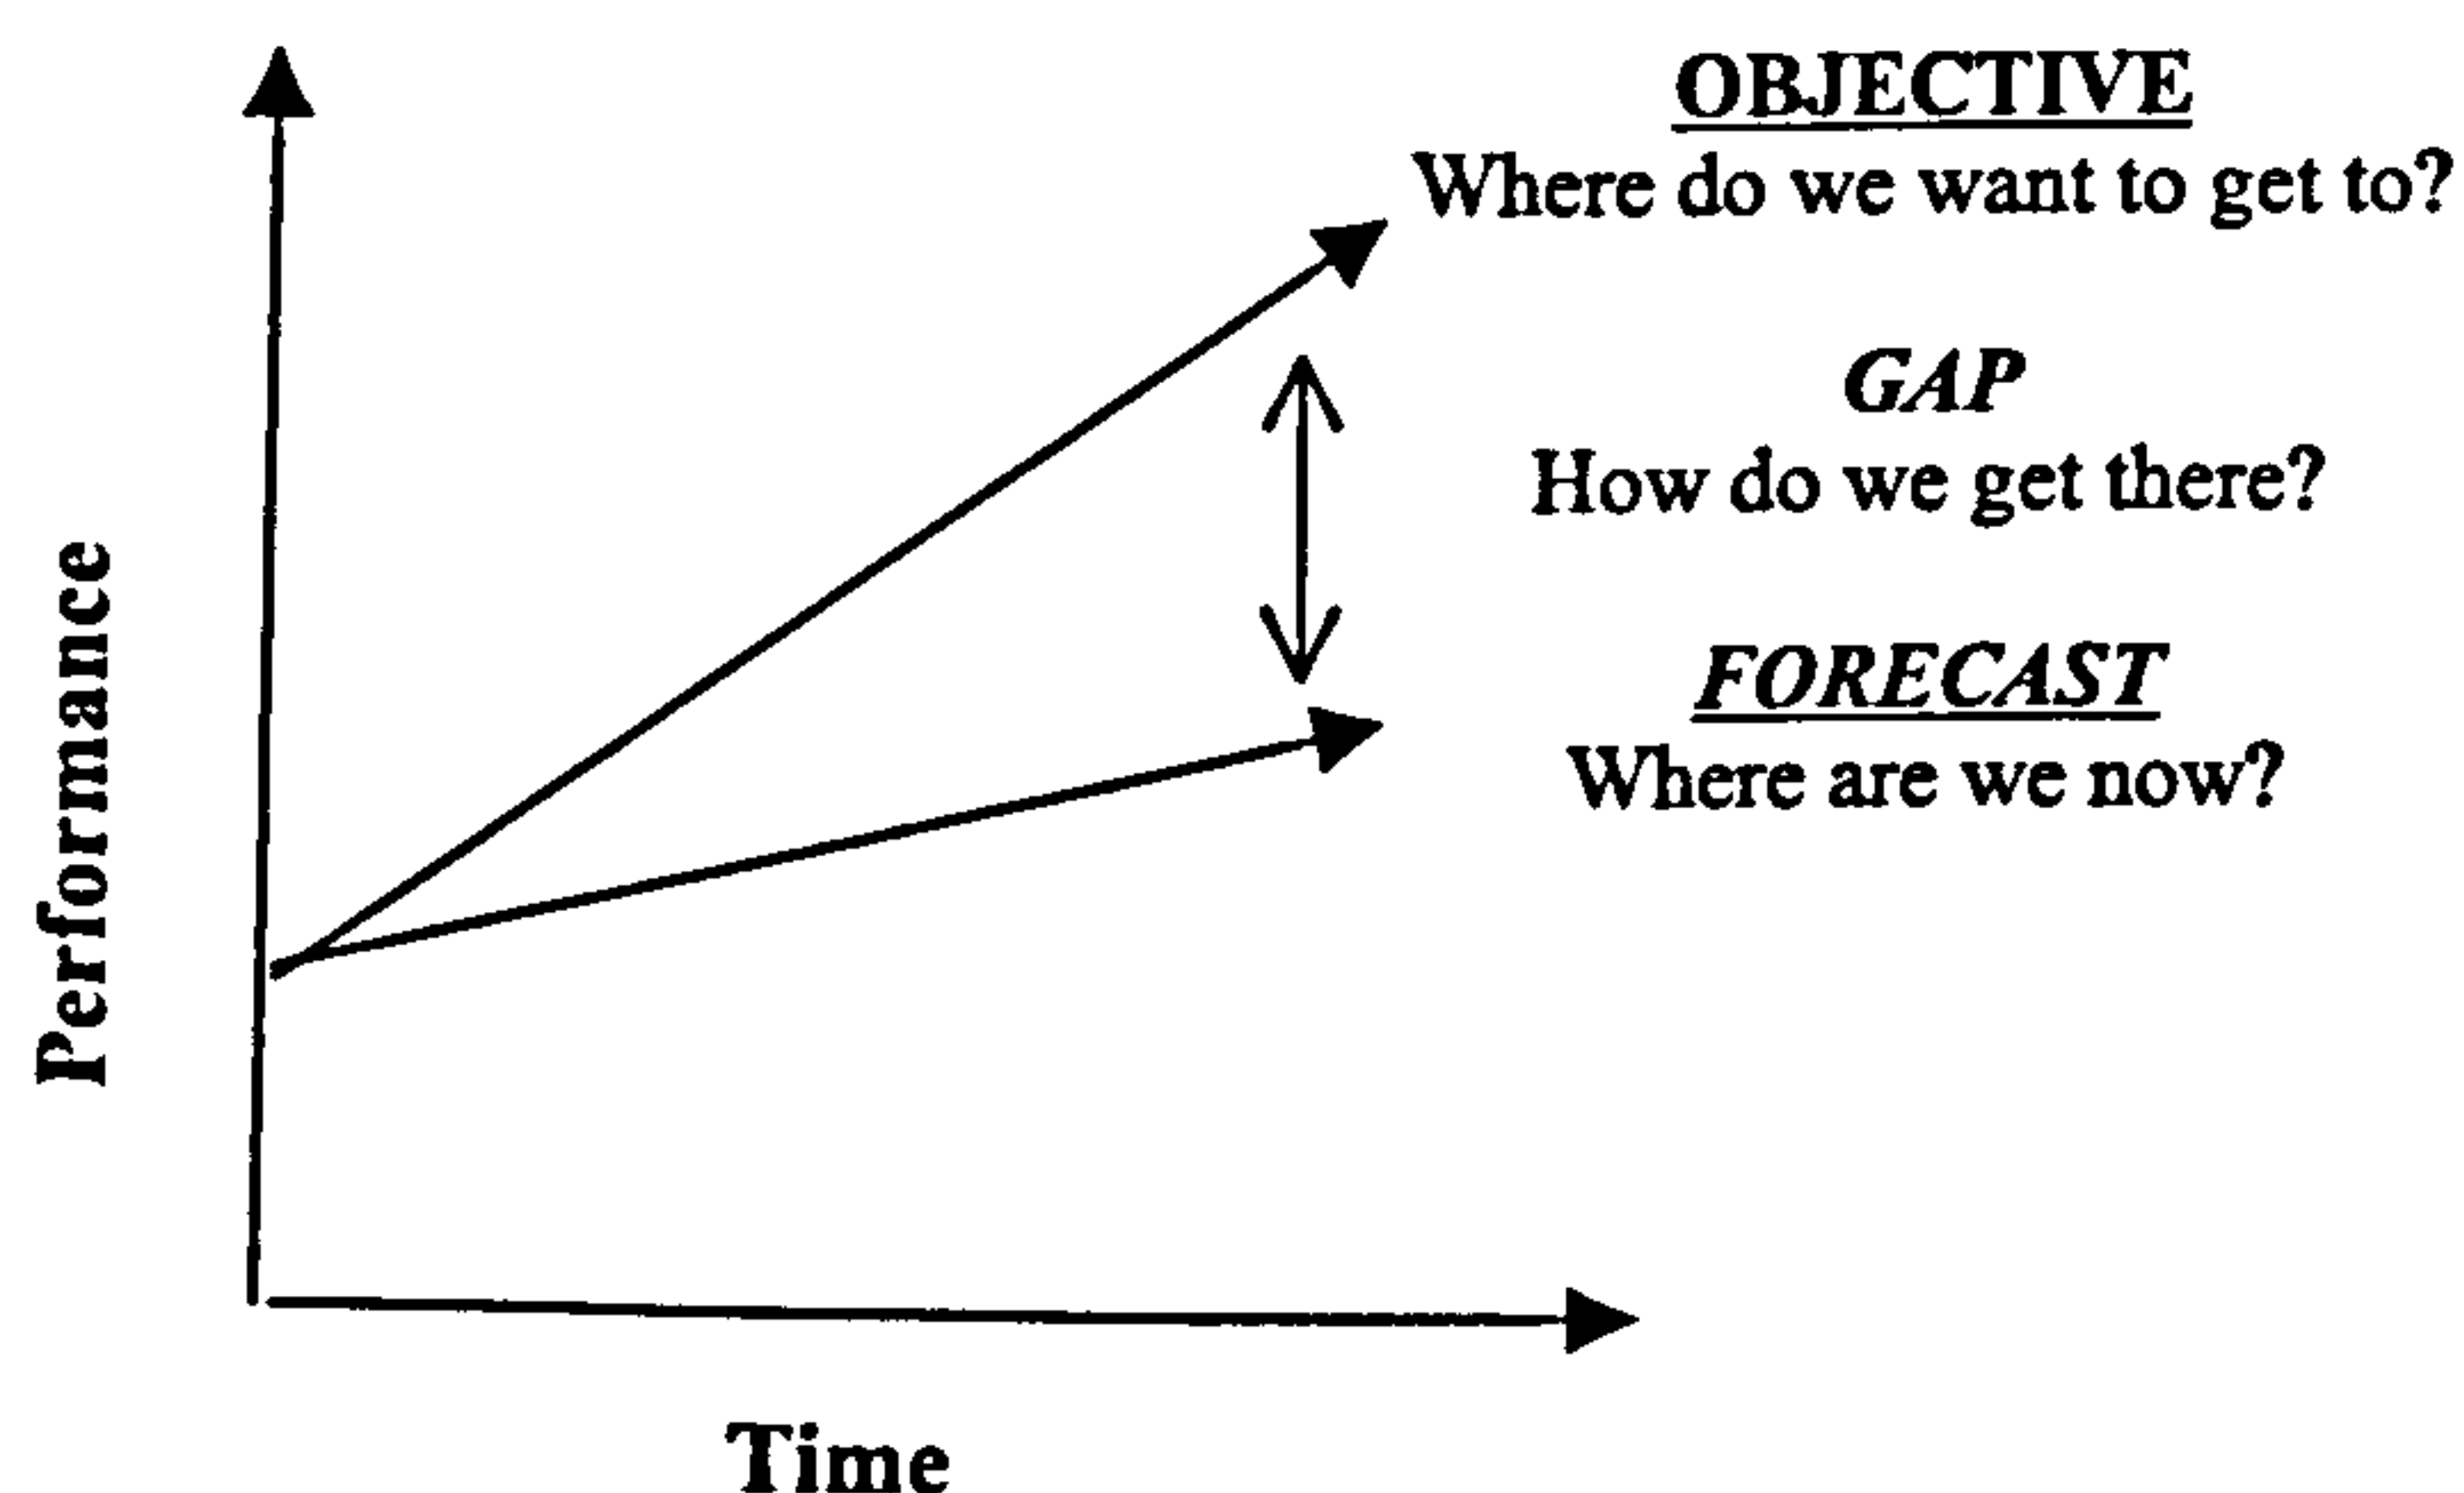 OBJECTIVE
Where do we want to get to?
GAP
How do we get there?
FORECAST
Where are we now?
Performance
Time